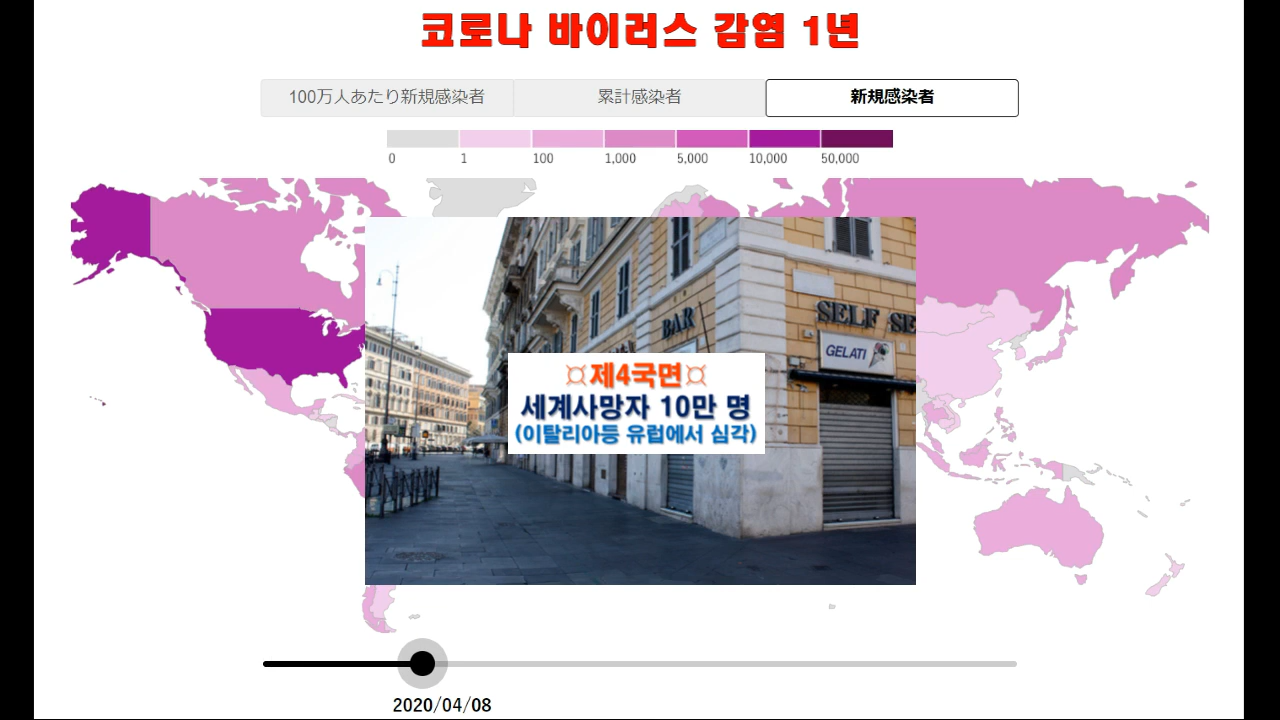 코로나 바이러스 감염 1년
100万人あたり新規感染者
累計感染者
新規感染者
0 1 100 1,000 5,000 10,000 50,000
BAR
SELF SE
GELATI
¤제4국면¤
세계사망자 10만 명
(이탈리아등 유럽에서 심각)
2020/04/08